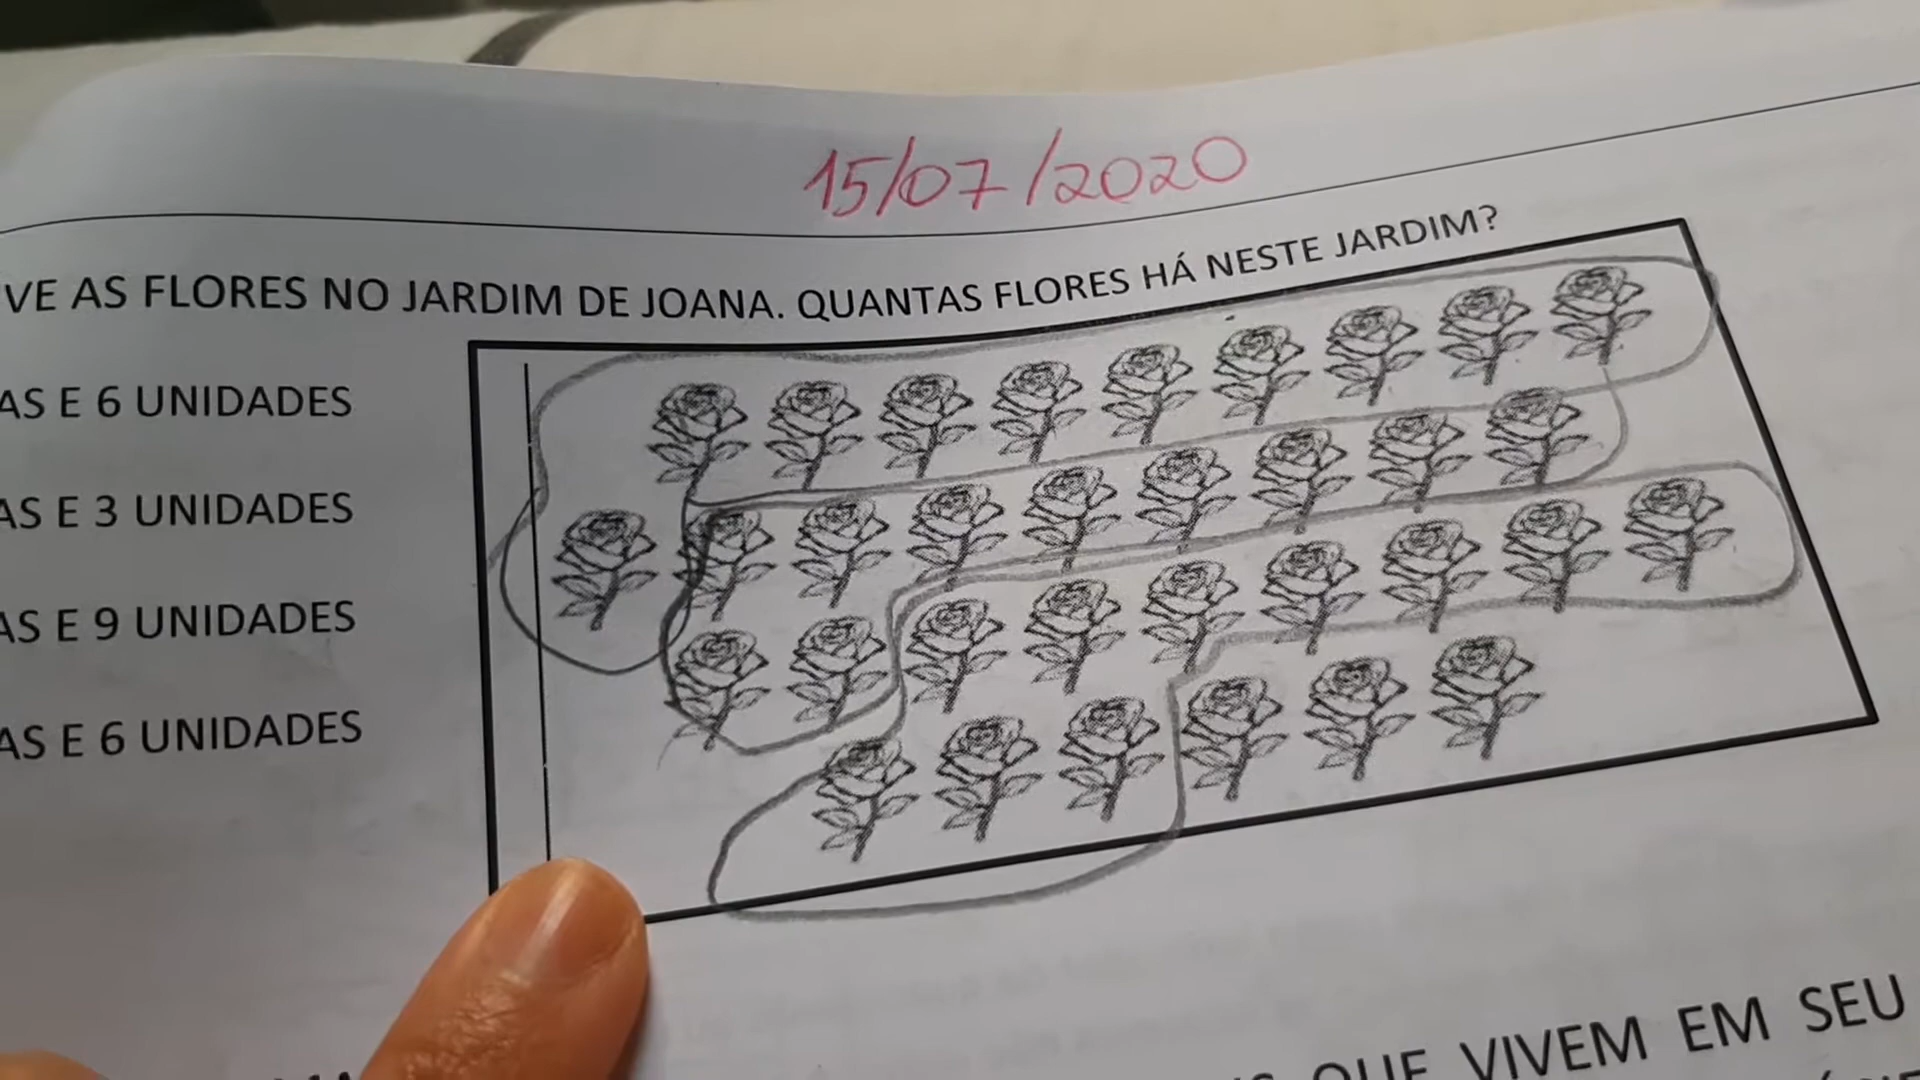 15/07/2020
VE AS FLORES NO JARDIM DE JOANA. QUANTAS FLORES HÁ NESTE JARDIM?
AS E 6 UNIDADES
AS E 3 UNIDADES
AS E 9 UNIDADES
AS E 6 UNIDADES
QUE VIVEM EM SEU